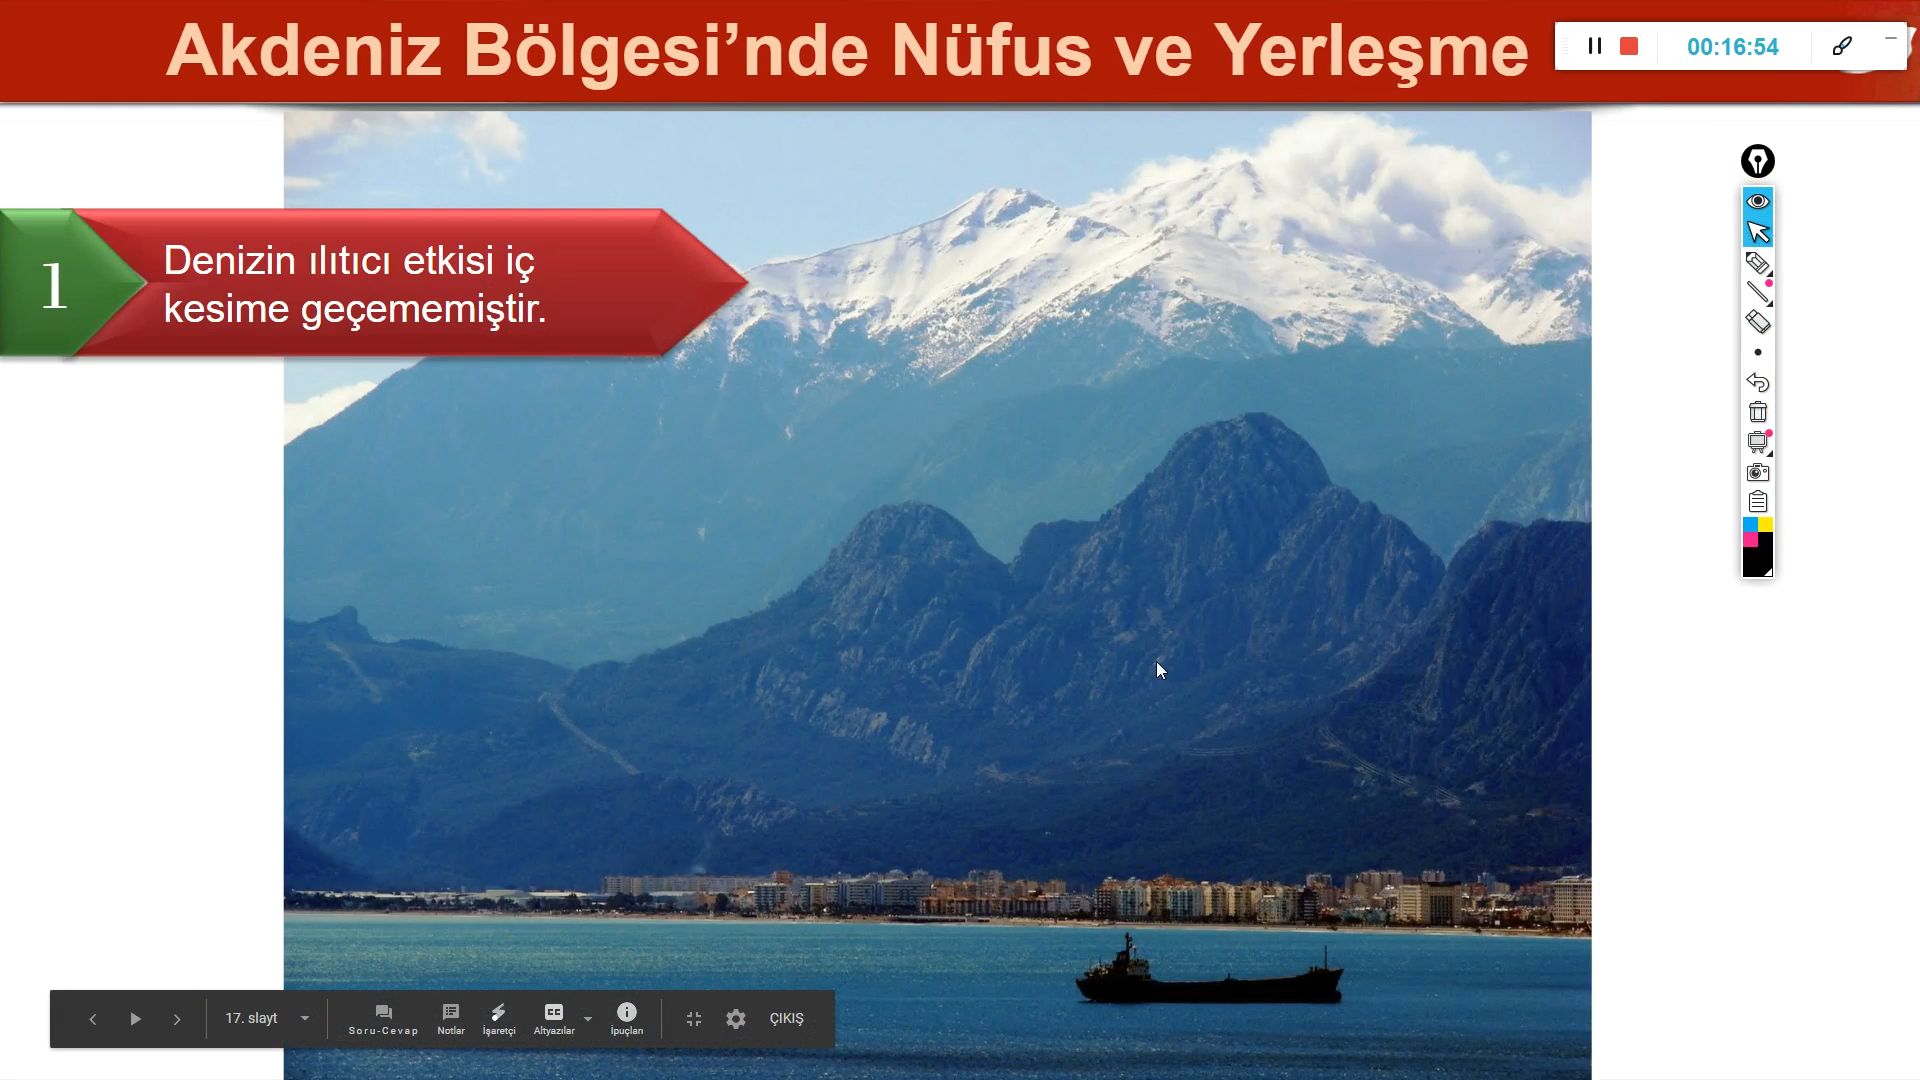 Akdeniz Bölgesi’nde Nüfus ve Yerleşme
00:16:54
1
Denizin ılıtıcı etkisi iç
kesime geçememiştir.
17. slayt
Soru-Cevap
Notlar
İşaretçi
CC
Altyazılar
İpuçları
ÇIKIŞ